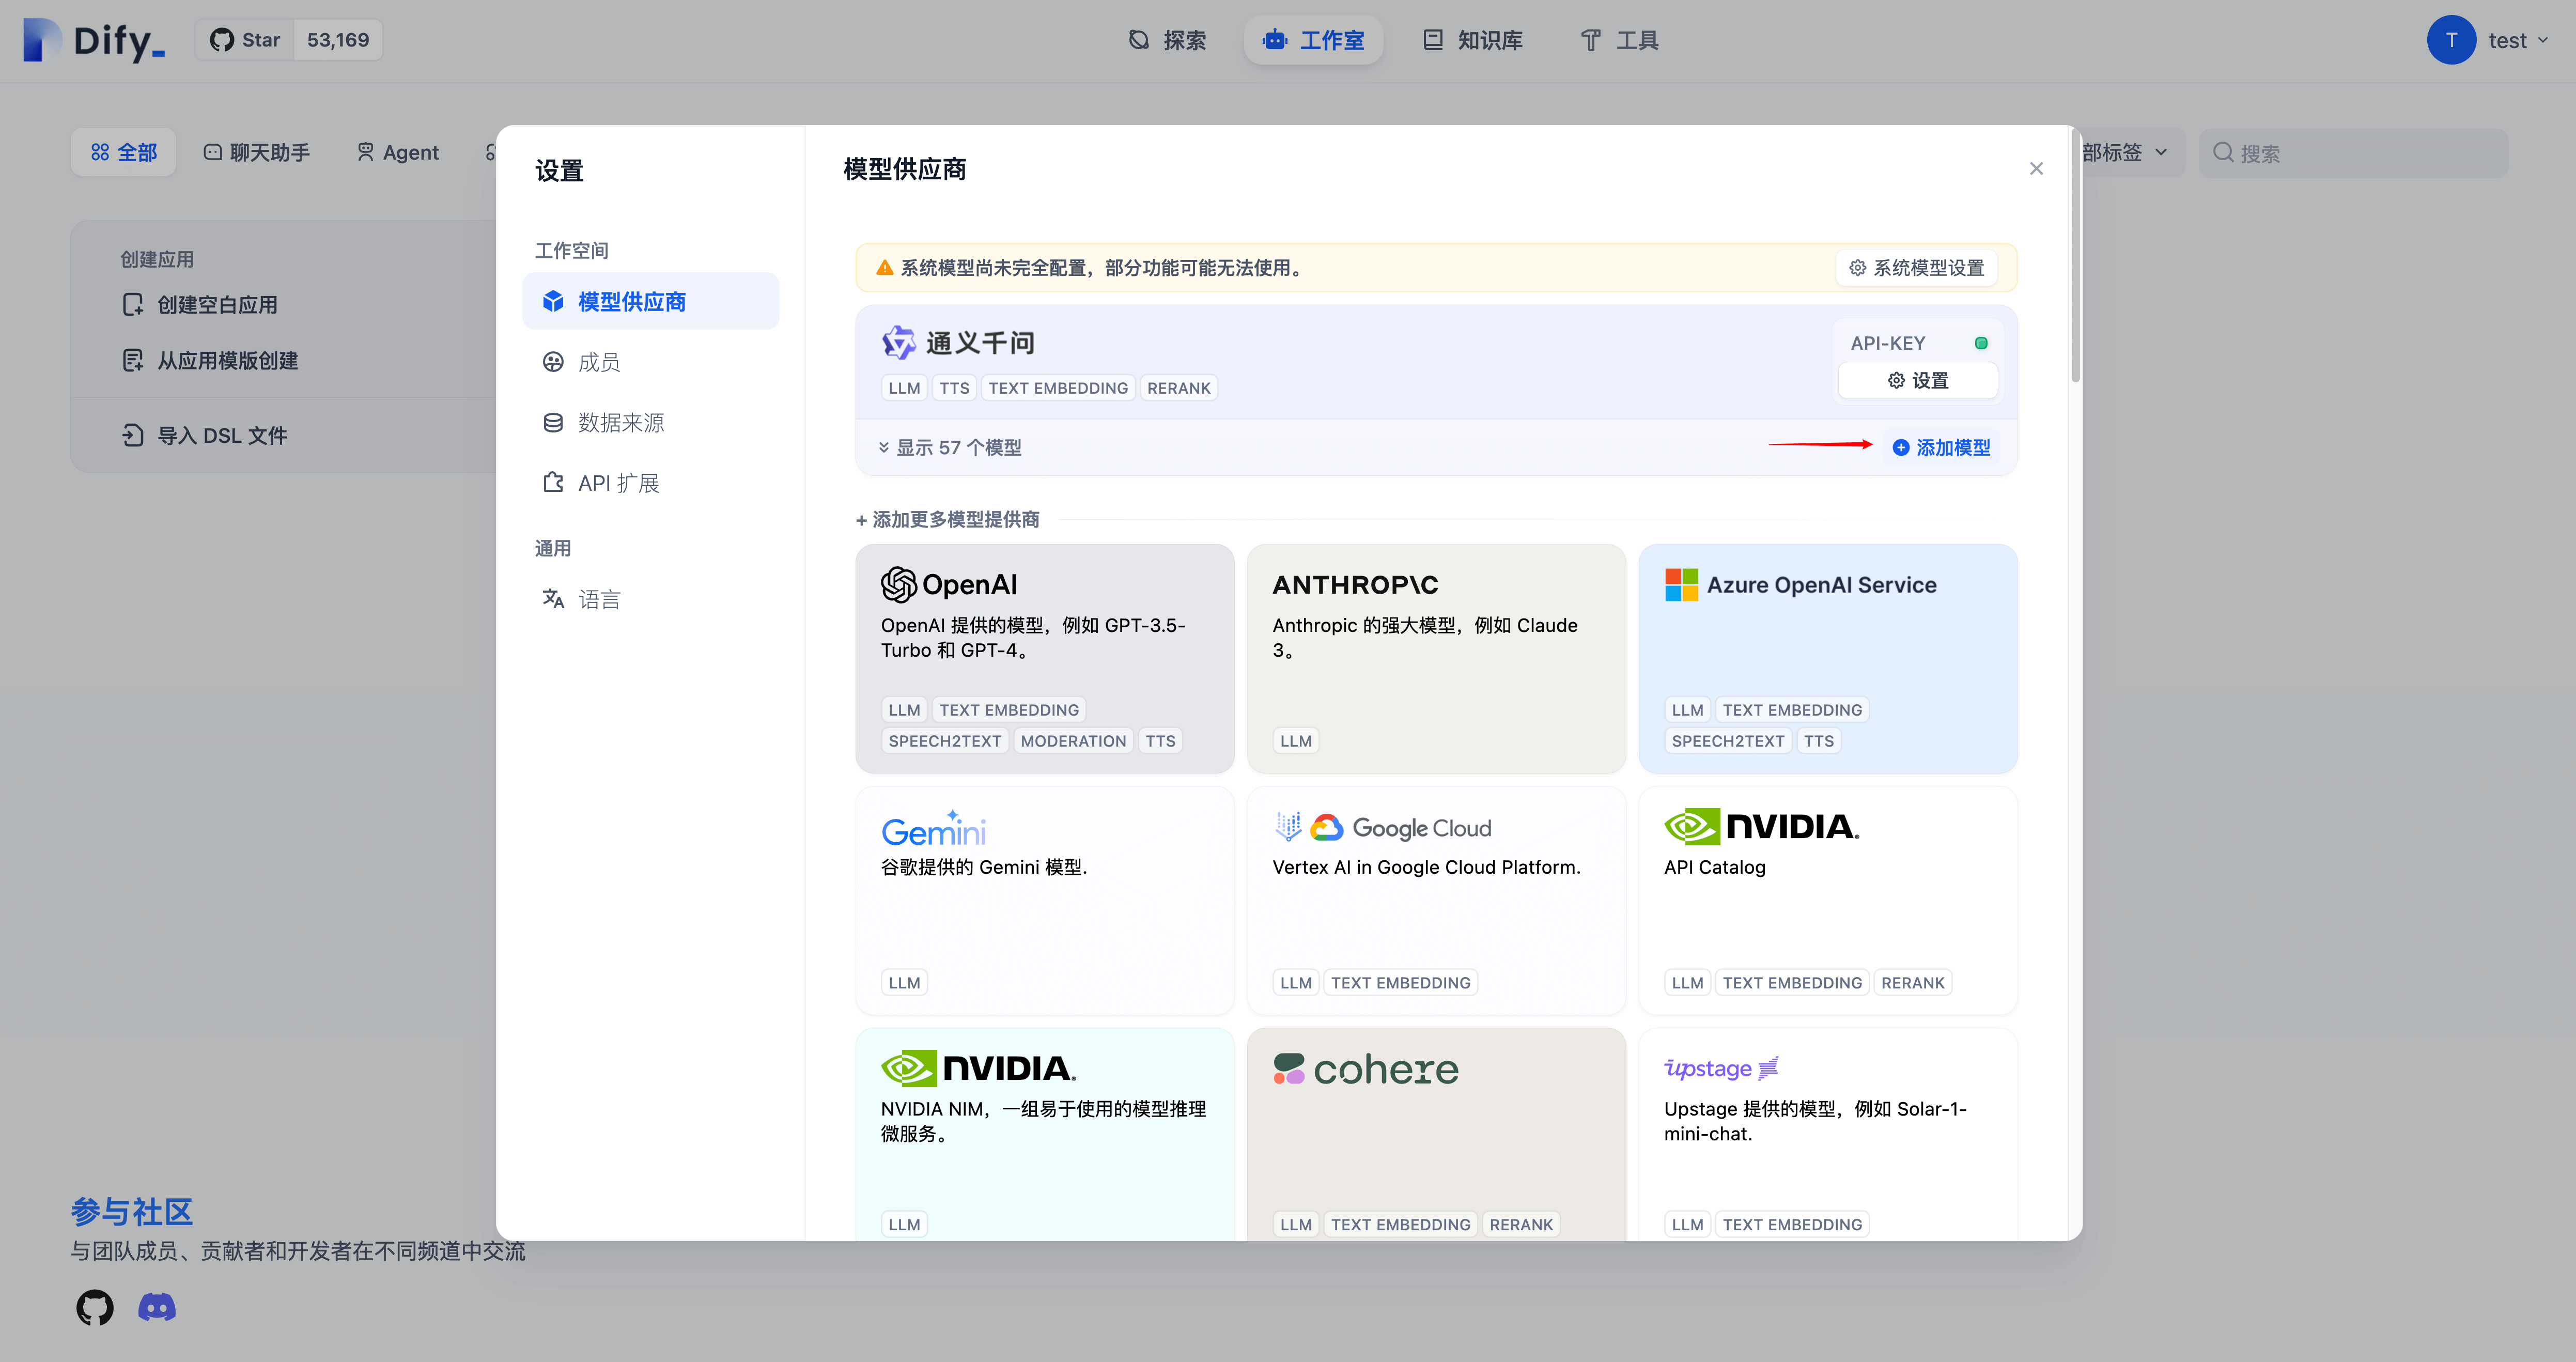 Dify_
Star 53,169
探索
工作室
知识库
工具
T test
全部
聊天助手
Agent
部标签
搜索
创建应用
创建空白应用
从应用模版创建
导入 DSL 文件
参与社区
与团队成员、贡献者和开发者在不同频道中交流
设置
工作空间
模型供应商
成员
数据来源
API 扩展
通用
语言
模型供应商
系统模型尚未完全配置，部分功能可能无法使用。
系统模型设置
通义千问
LLM TTS TEXT EMBEDDING RERANK
API-KEY
设置
显示 57 个模型
添加模型
+ 添加更多模型提供商
OpenAI
OpenAI 提供的模型，例如 GPT-3.5-
Turbo 和 GPT-4。
LLM TEXT EMBEDDING
SPEECH2TEXT MODERATION TTS
ANTHROP\C
Anthropic 的强大模型，例如 Claude
3。
LLM
Azure OpenAI Service
LLM TEXT EMBEDDING
SPEECH2TEXT TTS
Gemini
谷歌提供的 Gemini 模型.
LLM
Google Cloud
Vertex AI in Google Cloud Platform.
LLM TEXT EMBEDDING
NVIDIA.
API Catalog
LLM TEXT EMBEDDING RERANK
NVIDIA.
NVIDIA NIM，一组易于使用的模型推理
微服务。
LLM
cohere
LLM TEXT EMBEDDING RERANK
upstage
Upstage 提供的模型，例如 Solar-1-
mini-chat.
LLM TEXT EMBEDDING